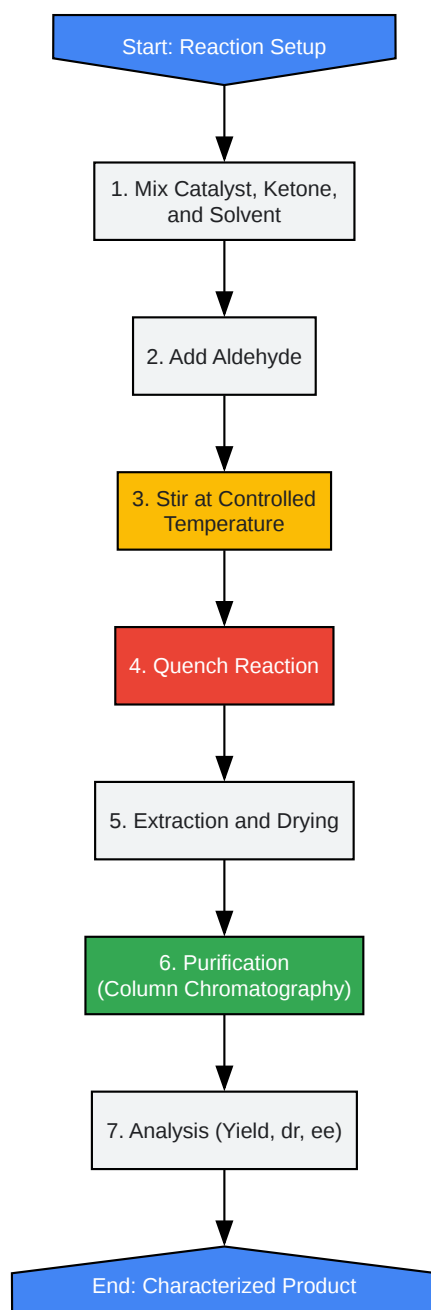 Start: Reaction Setup
1. Mix Catalyst, Ketone,
and Solvent
2. Add Aldehyde
3. Stir at Controlled
Temperature
4. Quench Reaction
5. Extraction and Drying
6. Purification
(Column Chromatography)
7. Analysis (Yield, dr, ee)
End: Characterized Product